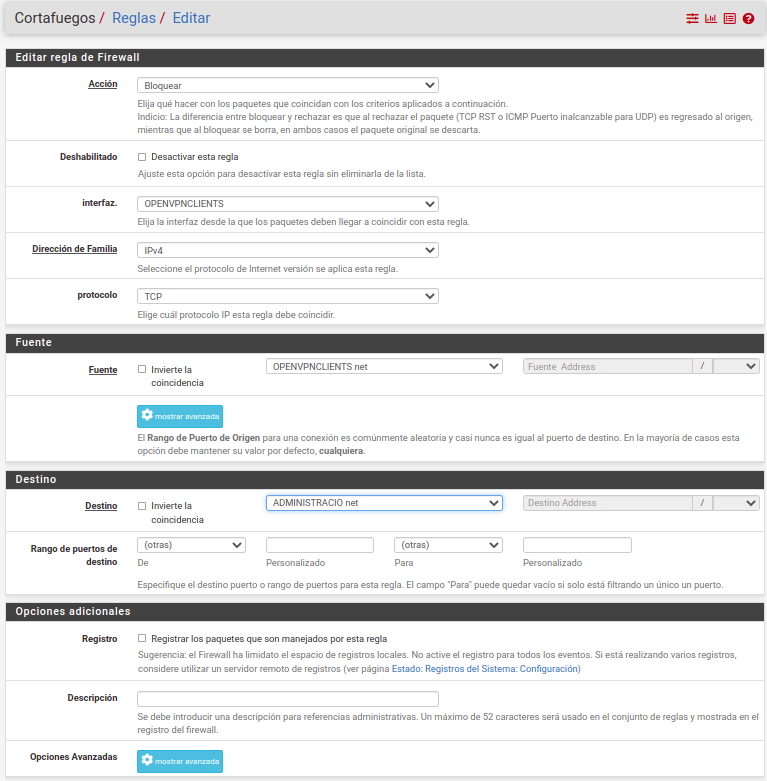 Cortafuegos / Reglas / Editar
Editar regla de Firewall
Acción
Bloquear
Elija qué hacer con los paquetes que coincidan con los criterios aplicados a continuación.
Indicio: La diferencia entre bloquear y rechazar es que al rechazar el paquete (TCP RST o ICMP Puerto inalcanzable para UDP) es regresado al origen,
mientras que al bloquear se borra, en ambos casos el paquete original se descarta.
Deshabilitado
Desactivar esta regla
Ajuste esta opción para desactivar esta regla sin eliminarla de la lista.
interfaz.
OPENVPNCLIENTS
Elija la interfaz desde la que los paquetes deben llegar a coincidir con esta regla.
Dirección de Familia
IPv4
Seleccione el protocolo de Internet versión se aplica esta regla.
protocolo
TCP
Elige cuál protocolo IP esta regla debe coincidir.
Fuente
Fuente
Invierte la
coincidencia
OPENVPNCLIENTS net
Fuente Address
/
mostrar avanzada
El Rango de Puerto de Origen para una conexión es comúnmente aleatoria y casi nunca es igual al puerto de destino. En la mayoría de casos esta
opción debe mantener su valor por defecto, cualquiera.
Destino
Destino
Invierte la
coincidencia
ADMINISTRACIO net
Destino Address
/
Rango de puertos de
destino
(otras)
(otras)
De
Personalizado
Para
Personalizado
Especifique el destino puerto o rango de puertos para esta regla. El campo "Para" puede quedar vacío si solo está filtrando un único un puerto.
Opciones adicionales
Registro
Registrar los paquetes que son manejados por esta regla
Sugerencia: el Firewall ha limidato el espacio de registros locales. No active el registro para todos los eventos. Si está realizando varios registros,
considere utilizar un servidor remoto de registros (ver página Estado: Registros del Sistema: Configuración)
Descripción
Se debe introducir una descripción para referencias administrativas. Un máximo de 52 caracteres será usado en el conjunto de reglas y mostrada en el
registro del firewall.
Opciones Avanzadas
mostrar avanzada